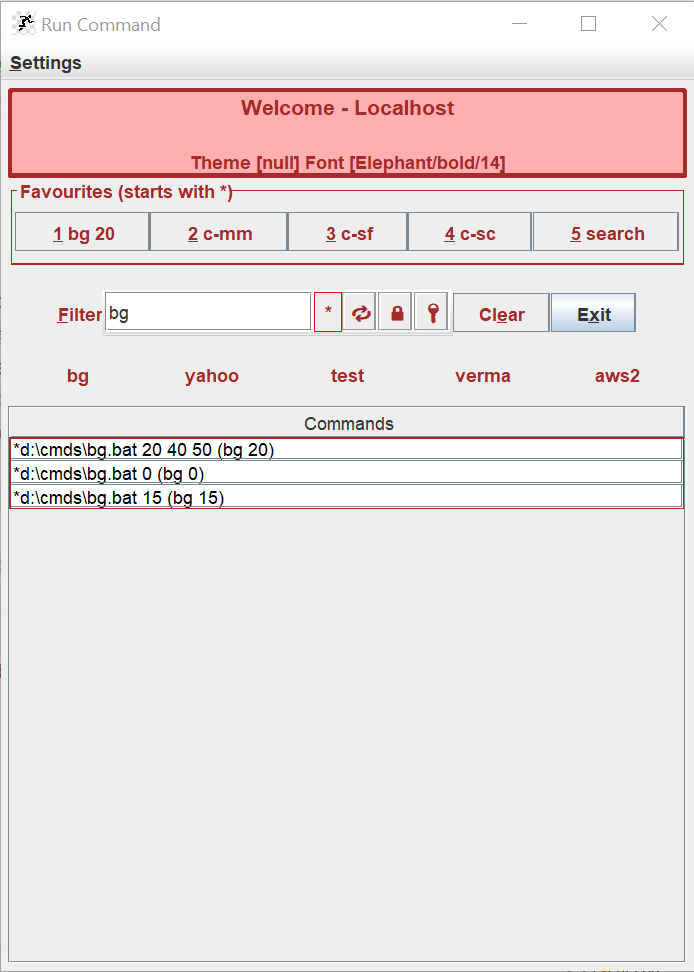 Run Command
Settings
Welcome - Localhost
Theme [null] Font [Elephant/bold/14]
Favourites (starts with *)
1 bg 20 2 c-mm 3 c-sf 4 c-sc 5 search
Filter bg * Clear Exit
bg yahoo test verma aws2
Commands
*d:\cmds\bg.bat 20 40 50 (bg 20)
*d:\cmds\bg.bat 0 (bg 0)
*d:\cmds\bg.bat 15 (bg 15)